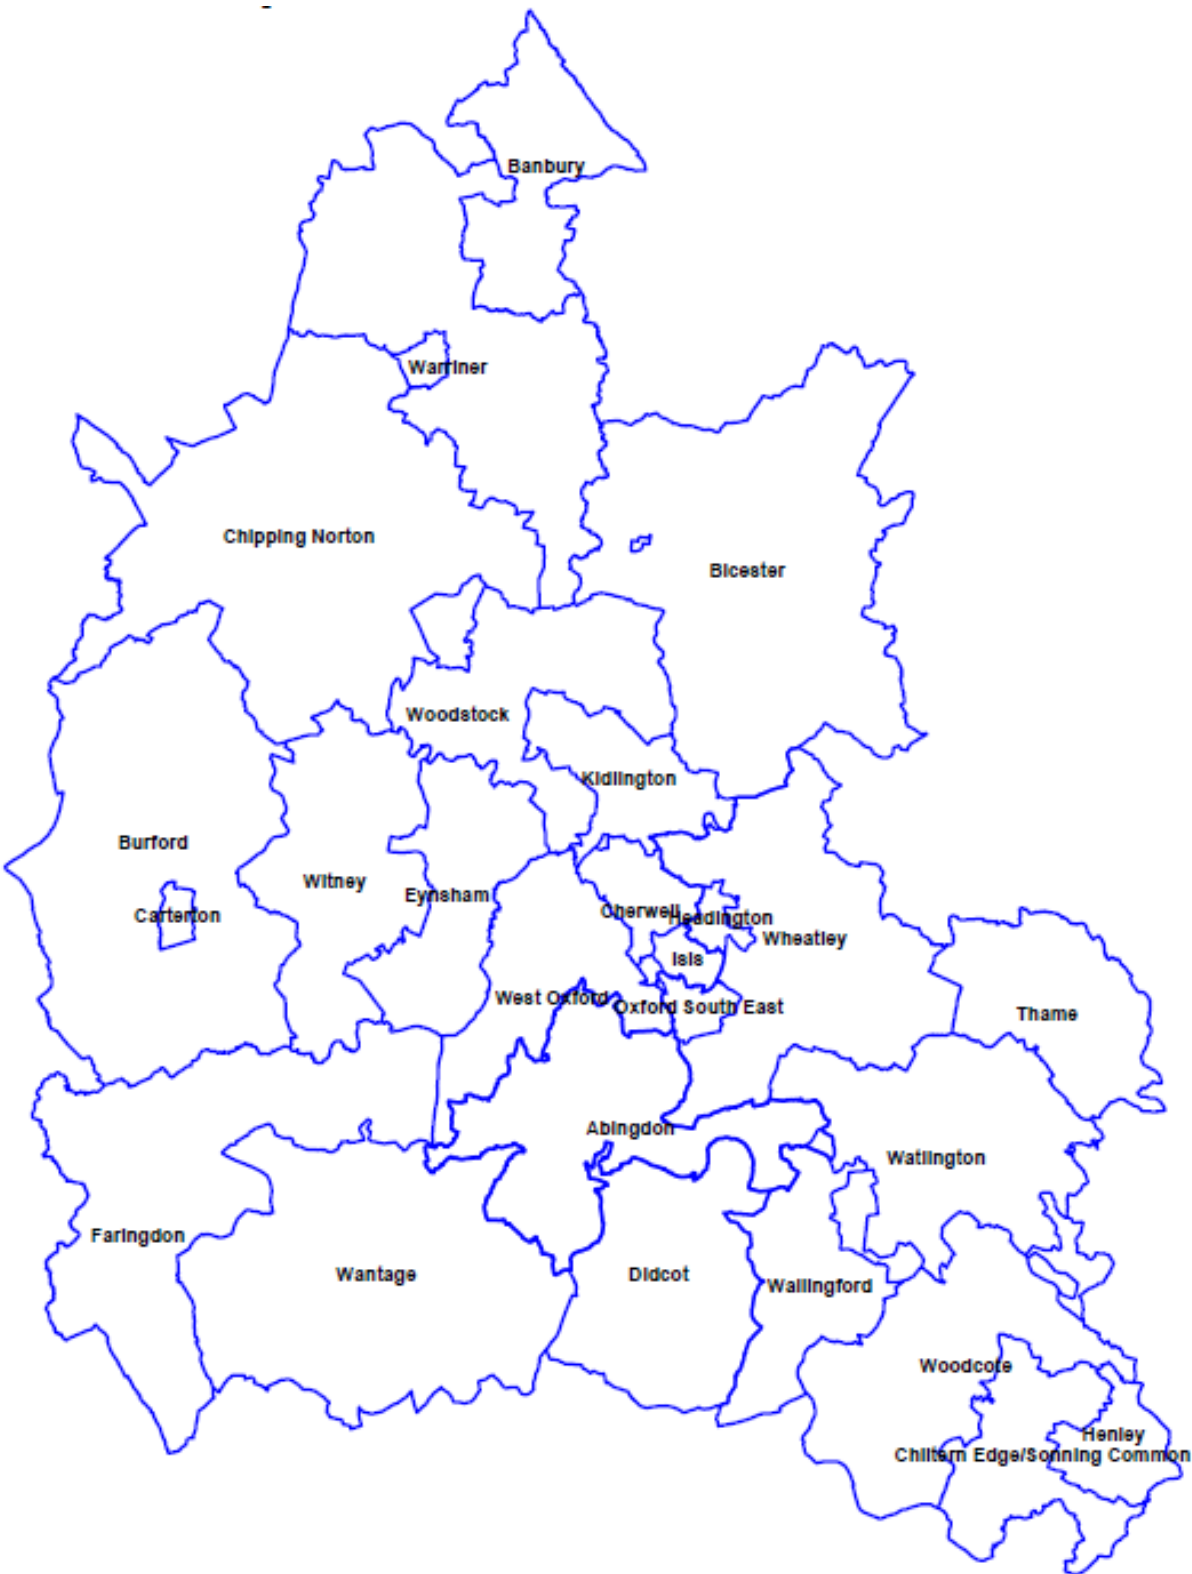 Banbury
Warriner
Chipping Norton
Bicester
Woodstock
Kidlington
Burford
Witney
Eynsham
Carterton
Cherwell
Headington
Wheatley
Isis
West Oxford
Oxford South East
Thame
Abingdon
Watlington
Faringdon
Wantage
Didcot
Wallingford
Woodcote
Henley
Chiltern Edge/Sonning Common